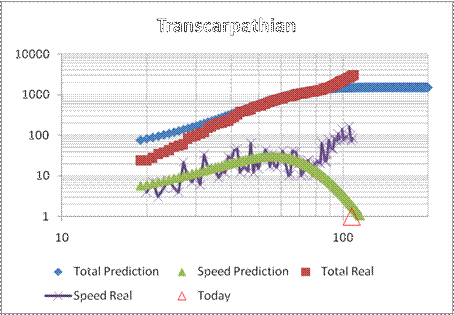 Transcarpathian
10000
1000
100
10
1
10 100
Total Prediction Speed Prediction Total Real
Speed Real Today